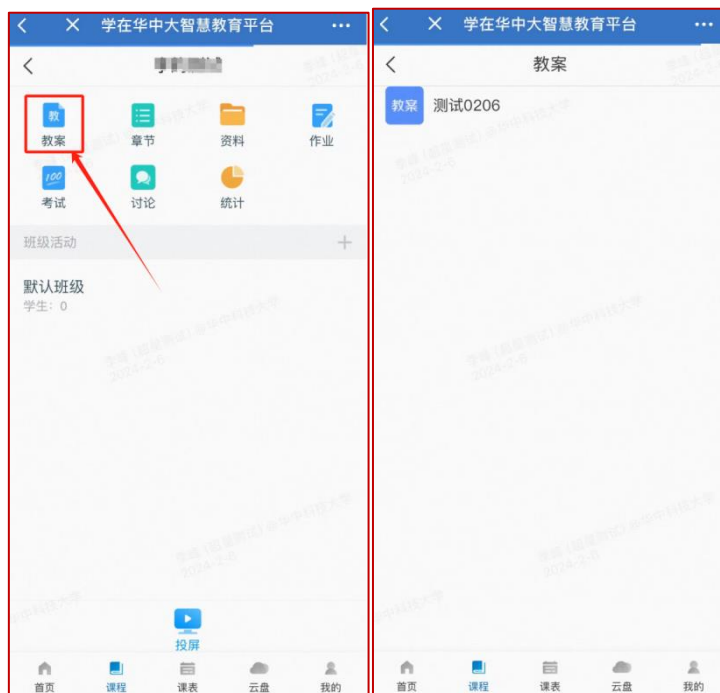 学在华中大智慧教育平台
教
教案
章节
资料
作业
100
考试
讨论
统计
班级活动
默认班级
学生：0
投屏
首页
课程
课表
云盘
我的
学在华中大智慧教育平台
教案
教案 测试0206
首页
课程
课表
云盘
我的